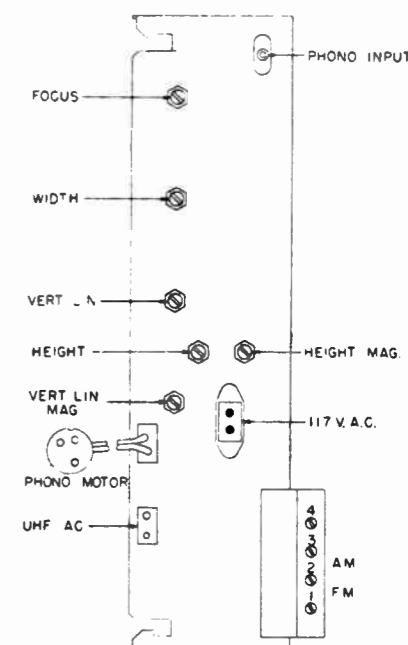 PHONO INPUT
FOCUS
WIDTH
VERT LIN
HEIGHT
HEIGHT MAG.
VERT LIN
MAG
117 V. A.C.
PHONO MOTOR
UHF AC
4
3
2
1
AM
FM